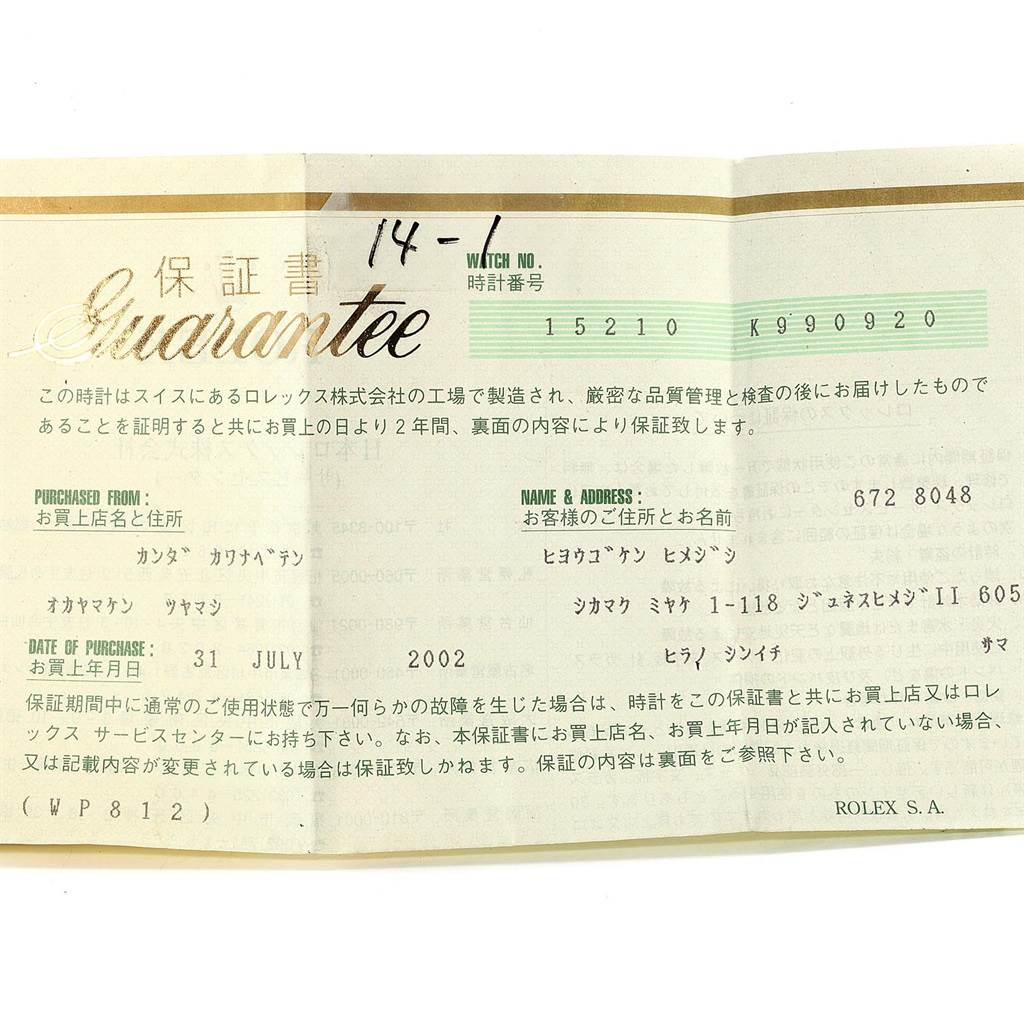 14-1
保証書
Guarantee
WATCH NO.
時計番号
15210 K990920
この時計はスイスにあるロレックス株式会社の工場で製造され、厳密な品質管理と検査の後にお届けしたもので
あることを証明すると共にお買上の日より2年間、裏面の内容により保証致します。
PURCHASED FROM:
お買上店名と住所
カンダ カワナベテン
オカヤマケン ツヤマシ
NAME & ADDRESS:
お客様のご住所とお名前
672 8048
ヒヨウゴケン ヒメジシ
シカマク ミヤケ 1-118 ジュネスヒメジII 605
ヒラノ シンイチ サマ
DATE OF PURCHASE:
お買上年月日
31 JULY 2002
保証期間中に通常のご使用状態で万一何らかの故障を生じた場合は、時計をこの保証書と共にお買上店又はロレ
ックス サービスセンターにお持ち下さい。なお、本保証書にお買上店名、お買上年月日が記入されていない場合、
又は記載内容が変更されている場合は保証致しかねます。保証の内容は裏面をご参照下さい。
(WP812)
ROLEX S.A.